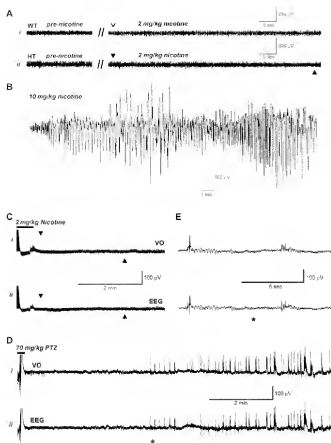 A
i WT pre-nicotine // 2 mg/kg nicotine
5 sec
ii HT pre-nicotine // 2 mg/kg nicotine
B
10 mg/kg nicotine
1 sec
C
2 mg/kg Nicotine
i
VO
100 μV
2 min
ii
EEG
E
100 μV
5 sec
*
D
70 mg/kg PTZ
i VO
100 μV
2 min
ii EEG
*